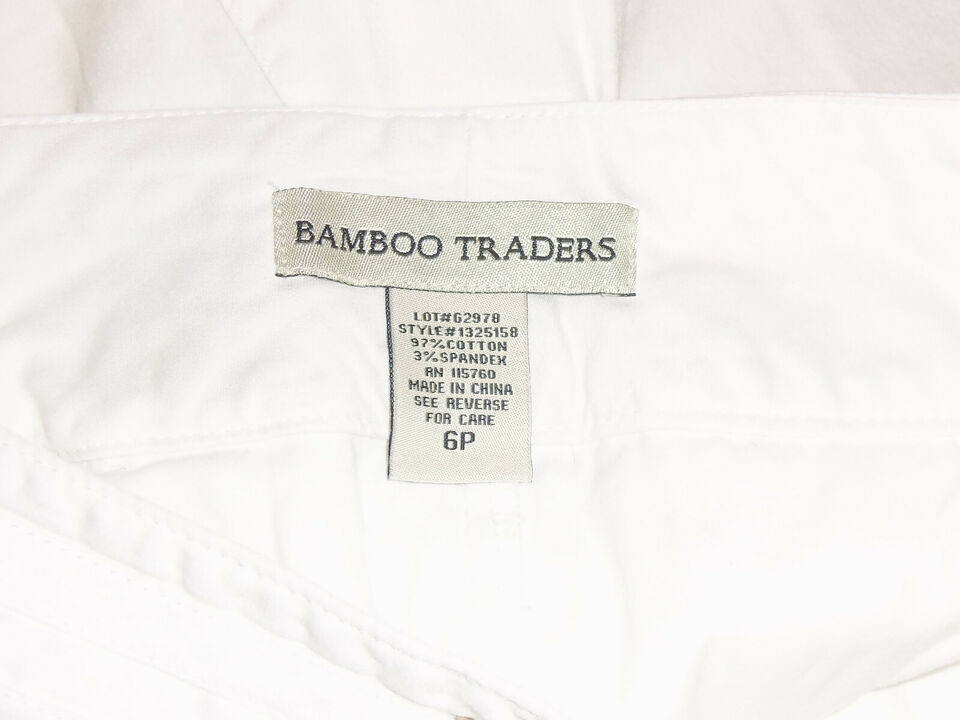 BAMBOO TRADERS
LOT#G2978
STYLE#1325158
97%COTTON
3%SPANDEX
RN 115760
MADE IN CHINA
SEE REVERSE
FOR CARE
6P